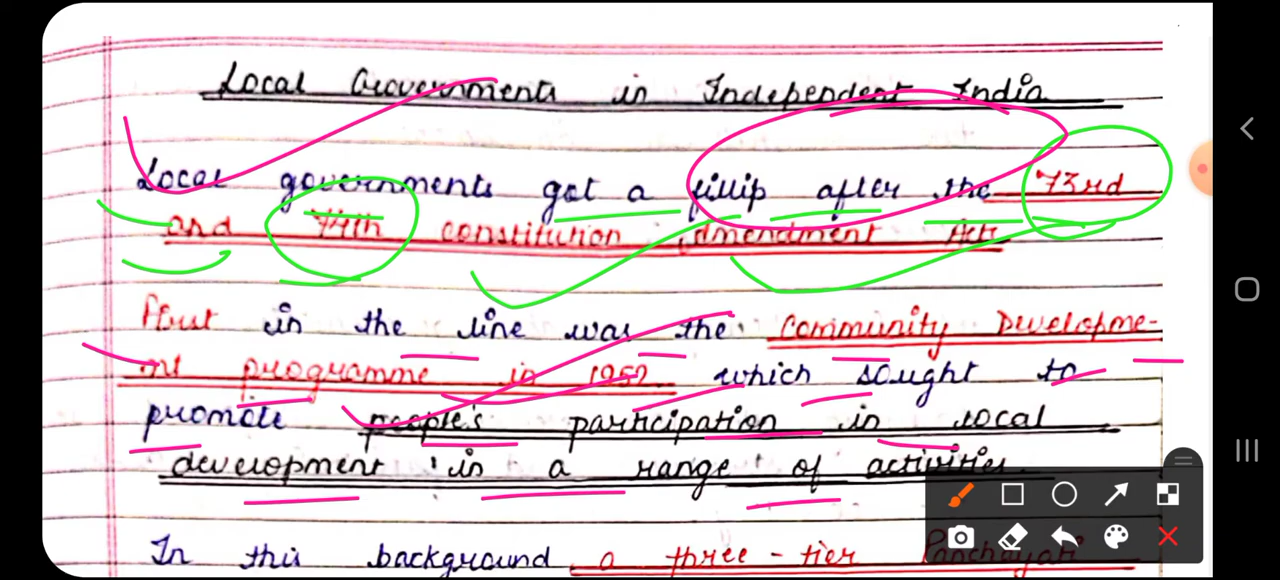 Local Governments in Independent India
Local governments got a fillip after the 73rd
and 74th constitution amendment Acts
First in the line was the Community Developme-
nt programme in 1952 which sought to
promote people's participation in local
development in a range of activities.
In this background a three-tier Panchayati